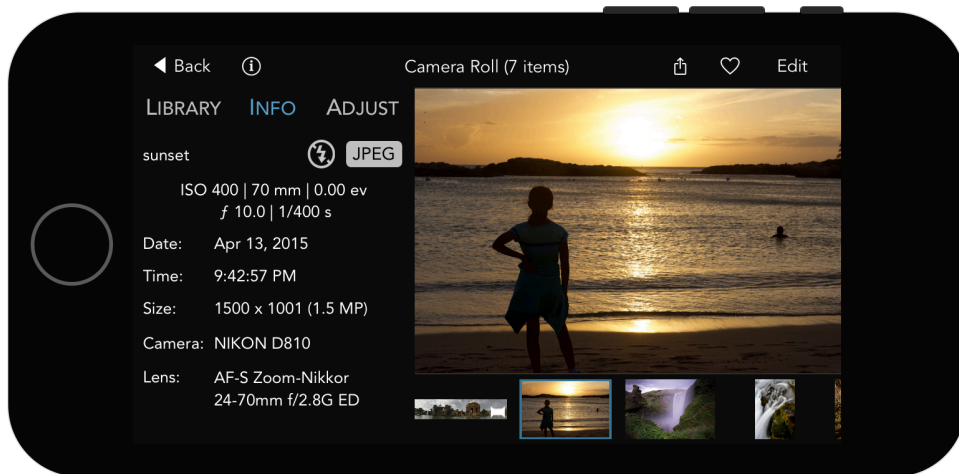 Back
Camera Roll (7 items)
Edit
LIBRARY INFO ADJUST
sunset
JPEG
ISO 400 | 70 mm | 0.00 ev
ƒ 10.0 | 1/400 s
Date: Apr 13, 2015
Time: 9:42:57 PM
Size: 1500 x 1001 (1.5 MP)
Camera: NIKON D810
Lens: AF-S Zoom-Nikkor
24-70mm f/2.8G ED